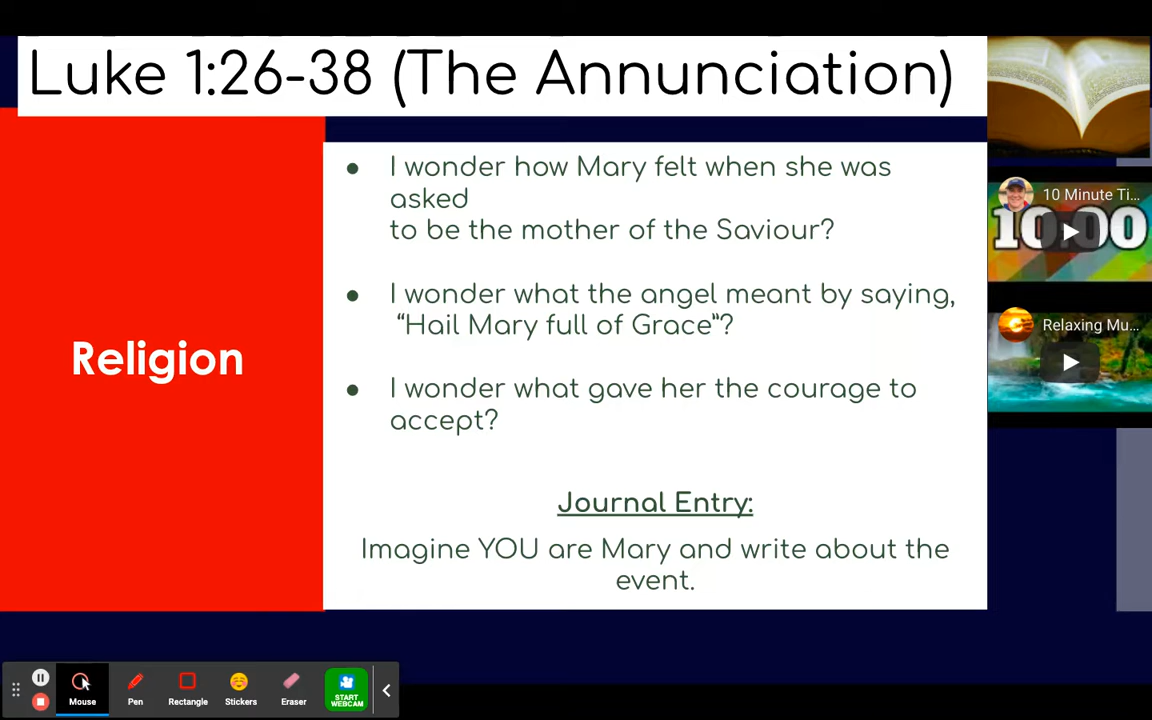 Luke 1:26-38 (The Annunciation)
● I wonder how Mary felt when she was
asked
to be the mother of the Saviour?
● I wonder what the angel meant by saying,
“Hail Mary full of Grace”?
● I wonder what gave her the courage to
accept?
Religion
Journal Entry:
Imagine YOU are Mary and write about the
event.
10 Minute Ti...
10:00
Relaxing Mu...
Mouse
Pen
Rectangle
Stickers
Eraser
START
WEBCAM